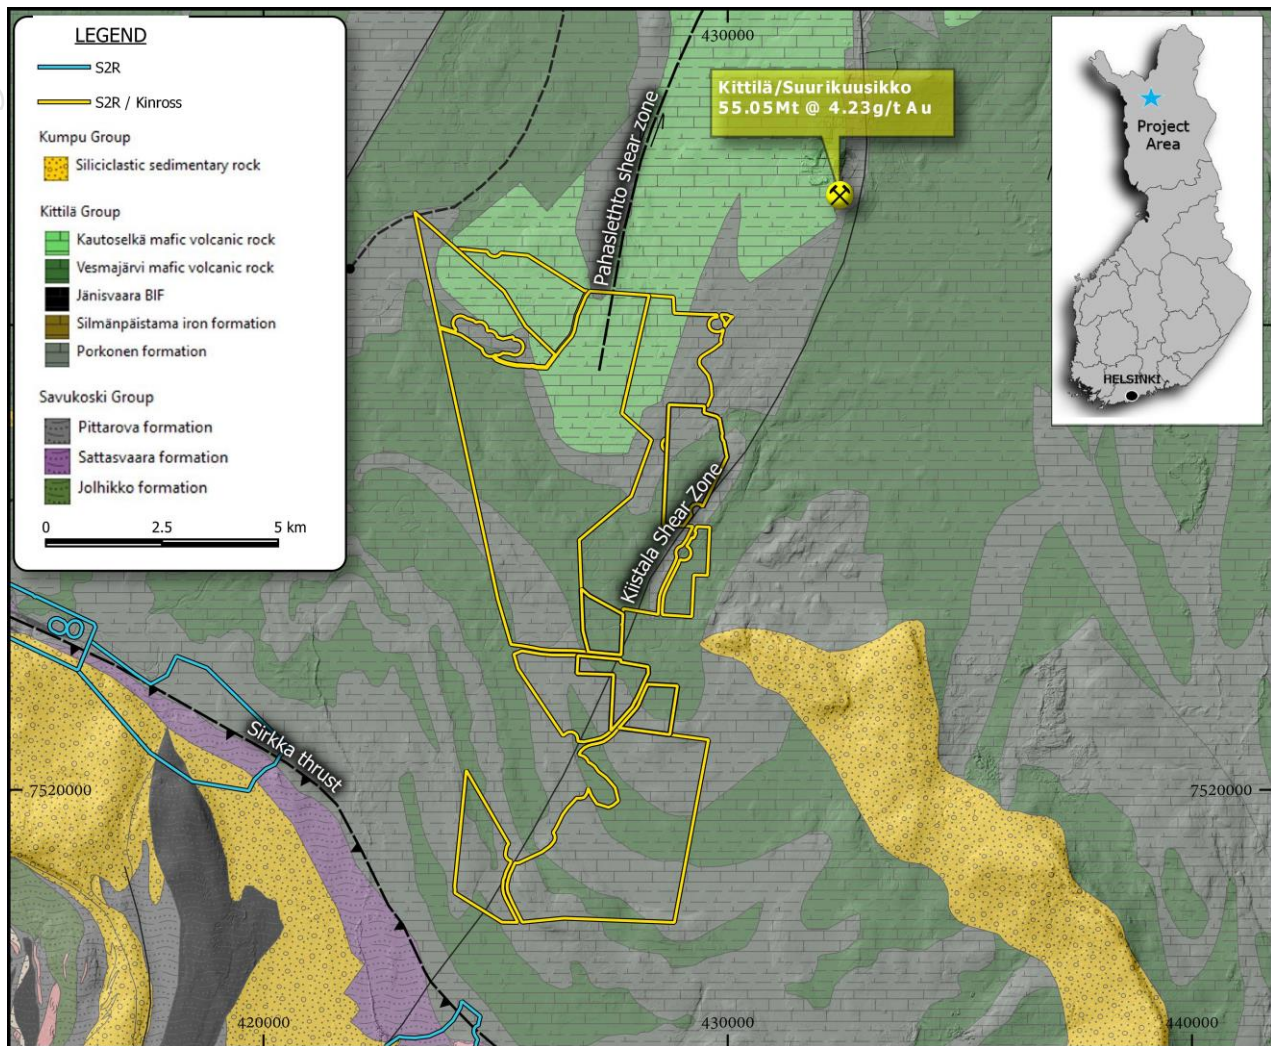 LEGEND
S2R
S2R / Kinross
Kumpu Group
Siliciclastic sedimentary rock
Kittilä Group
Kautoselkä mafic volcanic rock
Vesmajärvi mafic volcanic rock
Jänisvaara BIF
Silmänpäistama iron formation
Porkonen formation
Savukoski Group
Pittarova formation
Sattasvaara formation
Jolhikko formation
0 2.5 5 km
430000
Kittilä/Suurikuusikko
55.05Mt @ 4.23g/t Au
Pahaslethto shear zone
Project
Area
HELSINKI
Kiistala Shear Zone
Sirkka thrust
7520000
7520000
420000
430000
440000